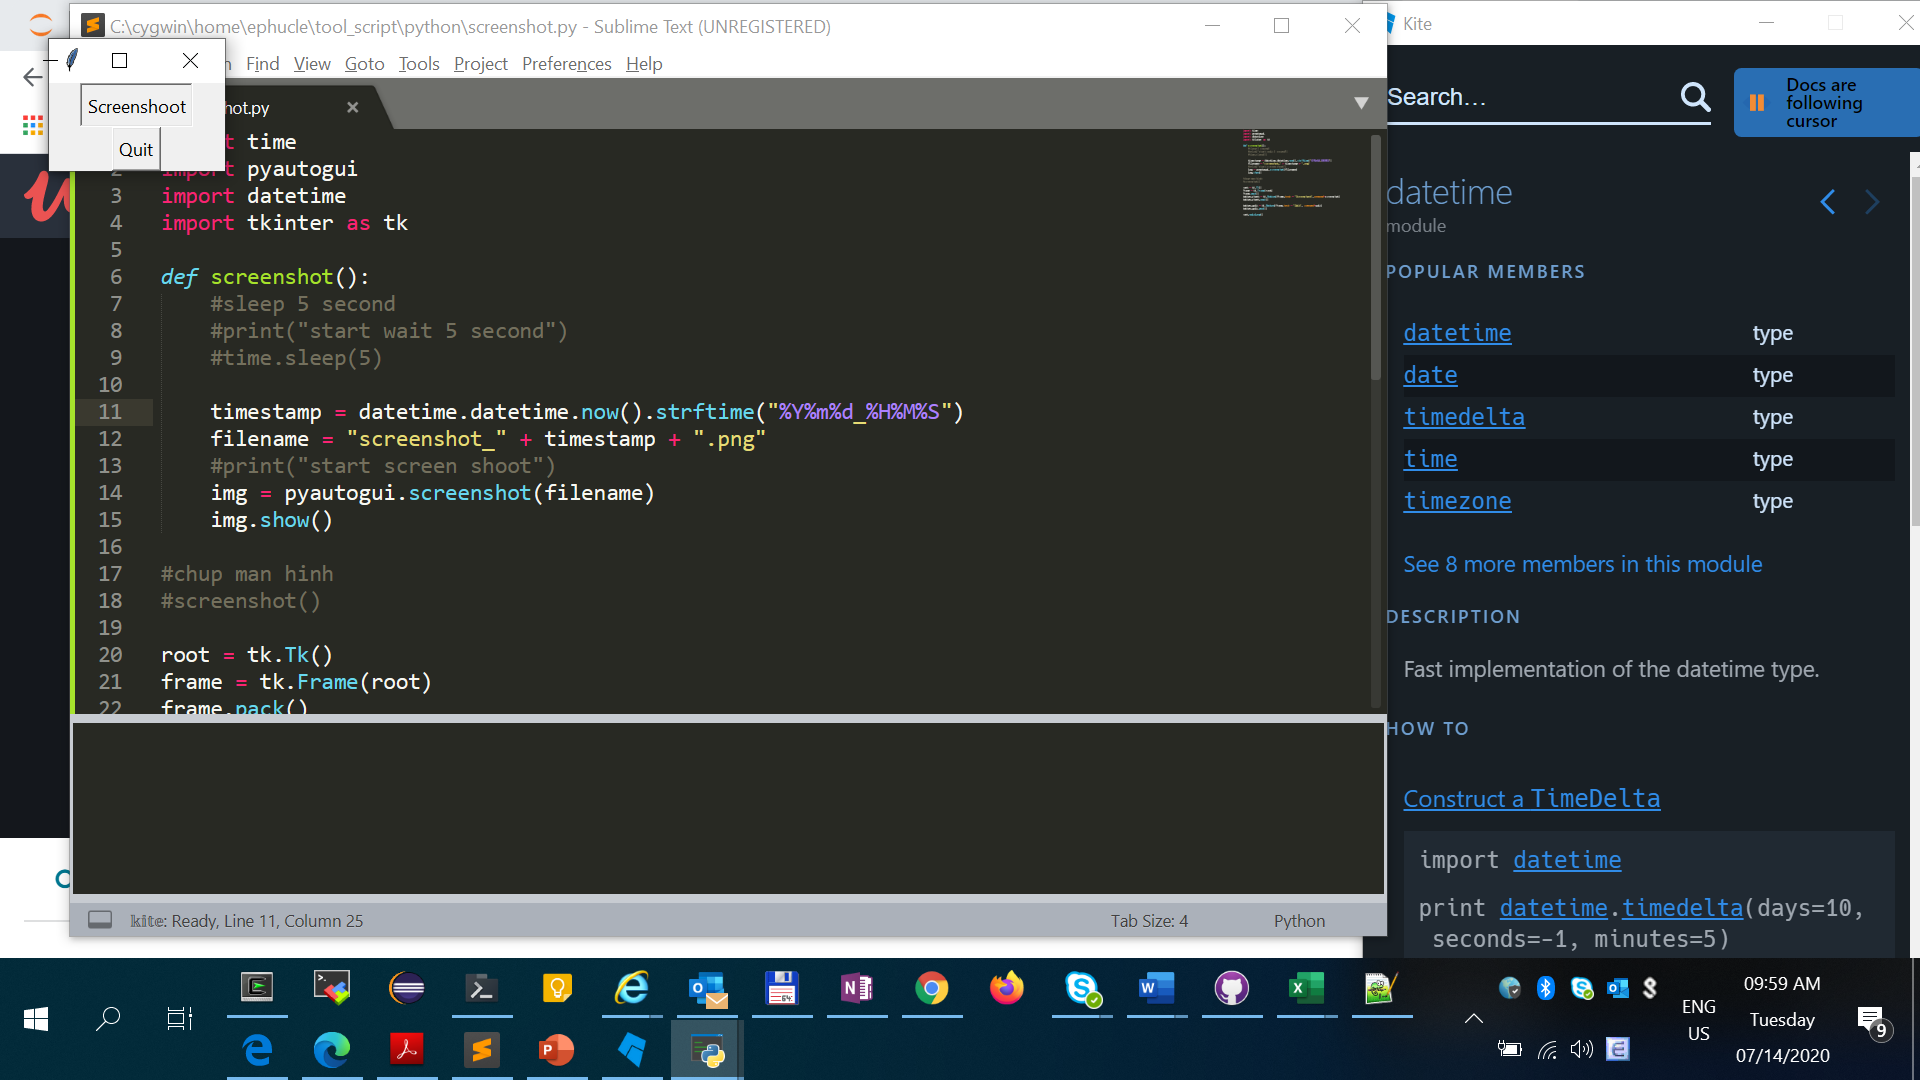 C:\cygwin\home\ephucle\tool_script\python\screenshot.py - Sublime Text (UNREGISTERED)
Find View Goto Tools Project Preferences Help
Screenshoot
Quit
hot.py
t time
2 import pyautogui
3 import datetime
4 import tkinter as tk
5
6 def screenshot():
7 #sleep 5 second
8 #print("start wait 5 second")
9 #time.sleep(5)
10
11 timestamp = datetime.datetime.now().strftime("%Y%m%d_%H%M%S")
12 filename = "screenshot_" + timestamp + ".png"
13 #print("start screen shoot")
14 img = pyautogui.screenshot(filename)
15 img.show()
16
17 #chup man hinh
18 #screenshot()
19
20 root = tk.Tk()
21 frame = tk.Frame(root)
22 frame.pack()
kite: Ready, Line 11, Column 25
Tab Size: 4
Python
Kite
Search...
Docs are
following
cursor
datetime
module
POPULAR MEMBERS
datetime type
date type
timedelta type
time type
timezone type
See 8 more members in this module
DESCRIPTION
Fast implementation of the datetime type.
HOW TO
Construct a TimeDelta
import datetime
print datetime.timedelta(days=10,
seconds=-1, minutes=5)
ENG
US
09:59 AM
Tuesday
07/14/2020
9